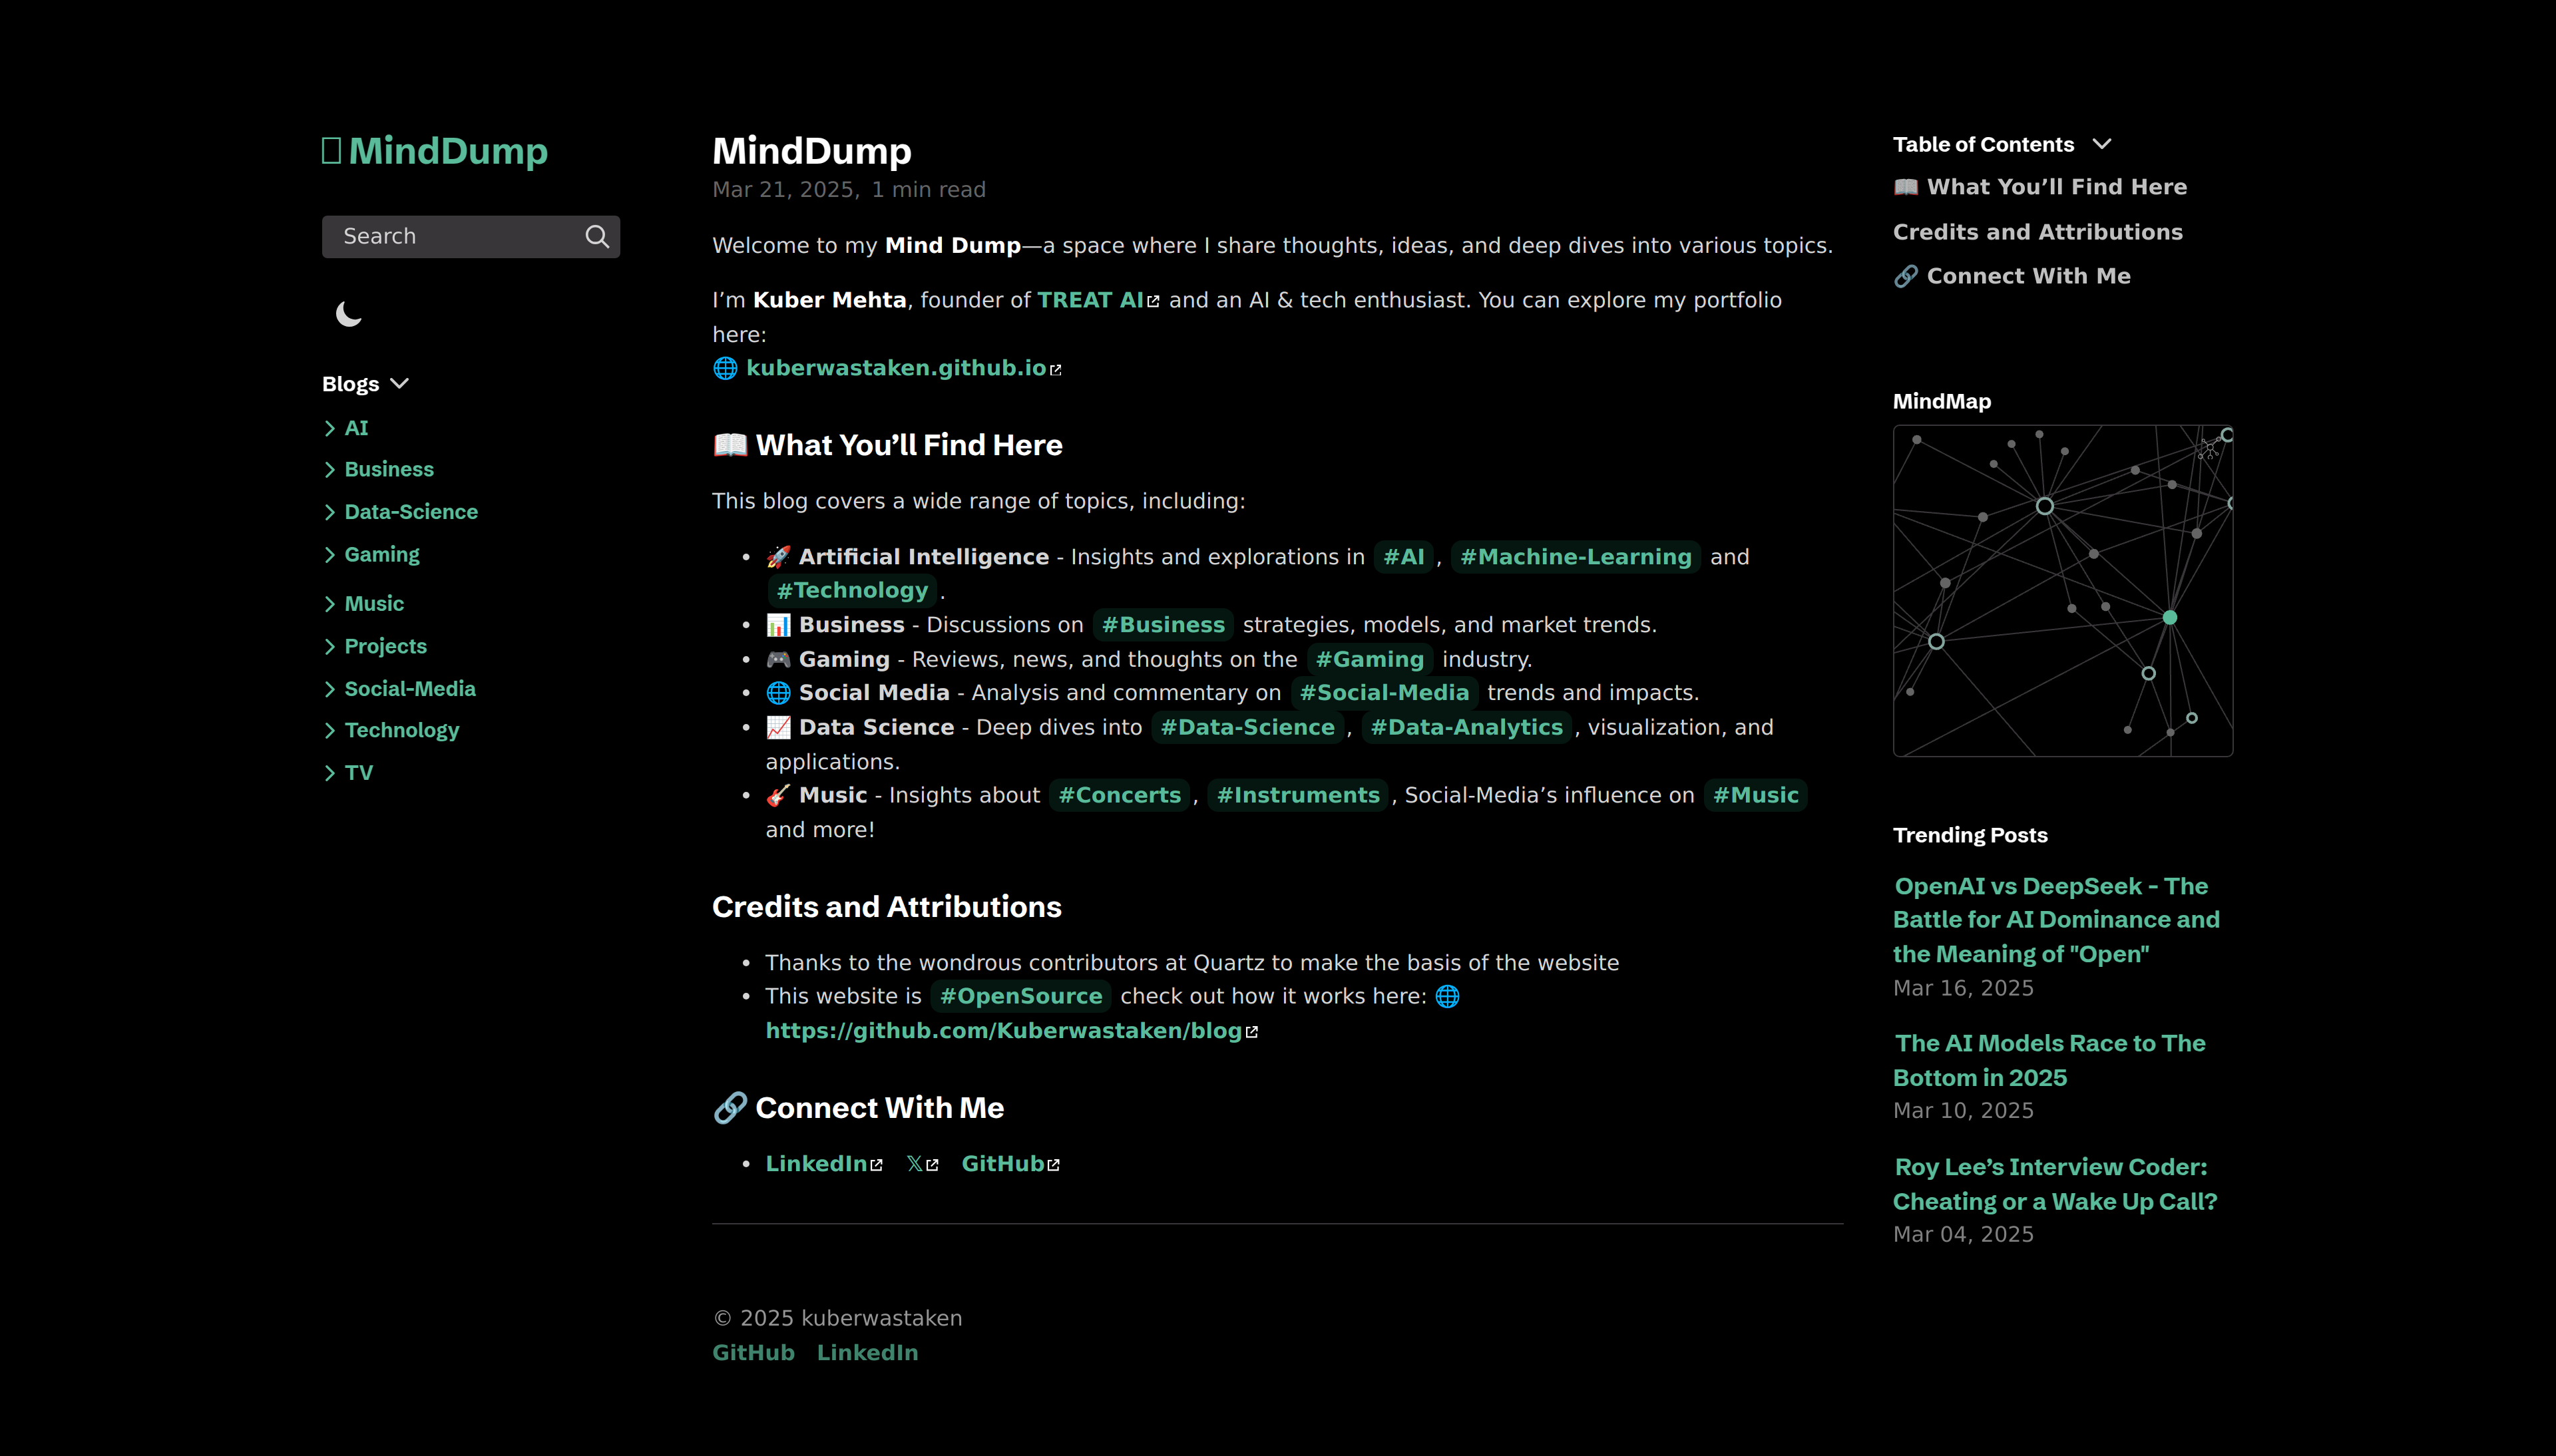 MindDump
Search
Blogs
AI
Business
Data-Science
Gaming
Music
Projects
Social-Media
Technology
TV
MindDump
Mar 21, 2025, 1 min read
Welcome to my Mind Dump—a space where I share thoughts, ideas, and deep dives into various topics.
I’m Kuber Mehta, founder of TREAT AI and an AI & tech enthusiast. You can explore my portfolio
here:
🌐 kuberwastaken.github.io
📖 What You’ll Find Here
This blog covers a wide range of topics, including:
• 🚀 Artificial Intelligence - Insights and explorations in #AI, #Machine-Learning and
#Technology.
• 📊 Business - Discussions on #Business strategies, models, and market trends.
• 🎮 Gaming - Reviews, news, and thoughts on the #Gaming industry.
• 🌐 Social Media - Analysis and commentary on #Social-Media trends and impacts.
• 📈 Data Science - Deep dives into #Data-Science, #Data-Analytics, visualization, and
applications.
• 🎸 Music - Insights about #Concerts, #Instruments, Social-Media’s influence on #Music
and more!
Credits and Attributions
• Thanks to the wondrous contributors at Quartz to make the basis of the website
• This website is #OpenSource check out how it works here: 🌐
https://github.com/Kuberwastaken/blog
🔗 Connect With Me
• LinkedIn 𝕏 GitHub
© 2025 kuberwastaken
GitHub LinkedIn
Table of Contents
📖 What You’ll Find Here
Credits and Attributions
🔗 Connect With Me
MindMap
Trending Posts
OpenAI vs DeepSeek - The
Battle for AI Dominance and
the Meaning of "Open"
Mar 16, 2025
The AI Models Race to The
Bottom in 2025
Mar 10, 2025
Roy Lee’s Interview Coder:
Cheating or a Wake Up Call?
Mar 04, 2025